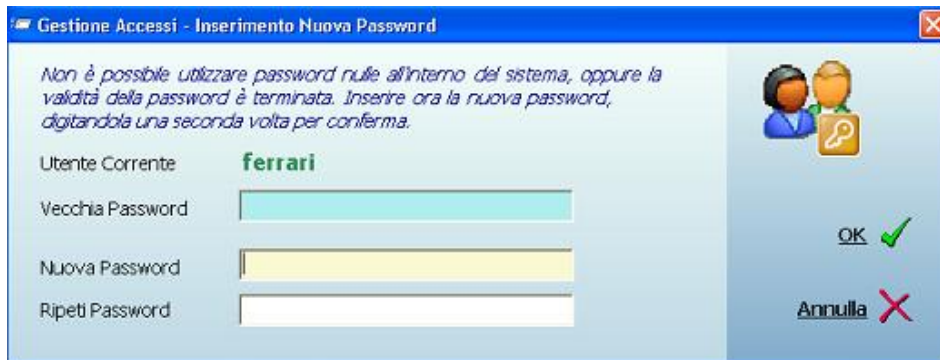 Gestione Accessi - Inserimento Nuova Password
Non è possibile utilizzare password nulle all'interno del sistema, oppure la
validità della password è terminata. Inserire ora la nuova password,
digitandola una seconda volta per conferma.
Utente Corrente ferrari
Vecchia Password
OK
Nuova Password
Ripeti Password
Annulla